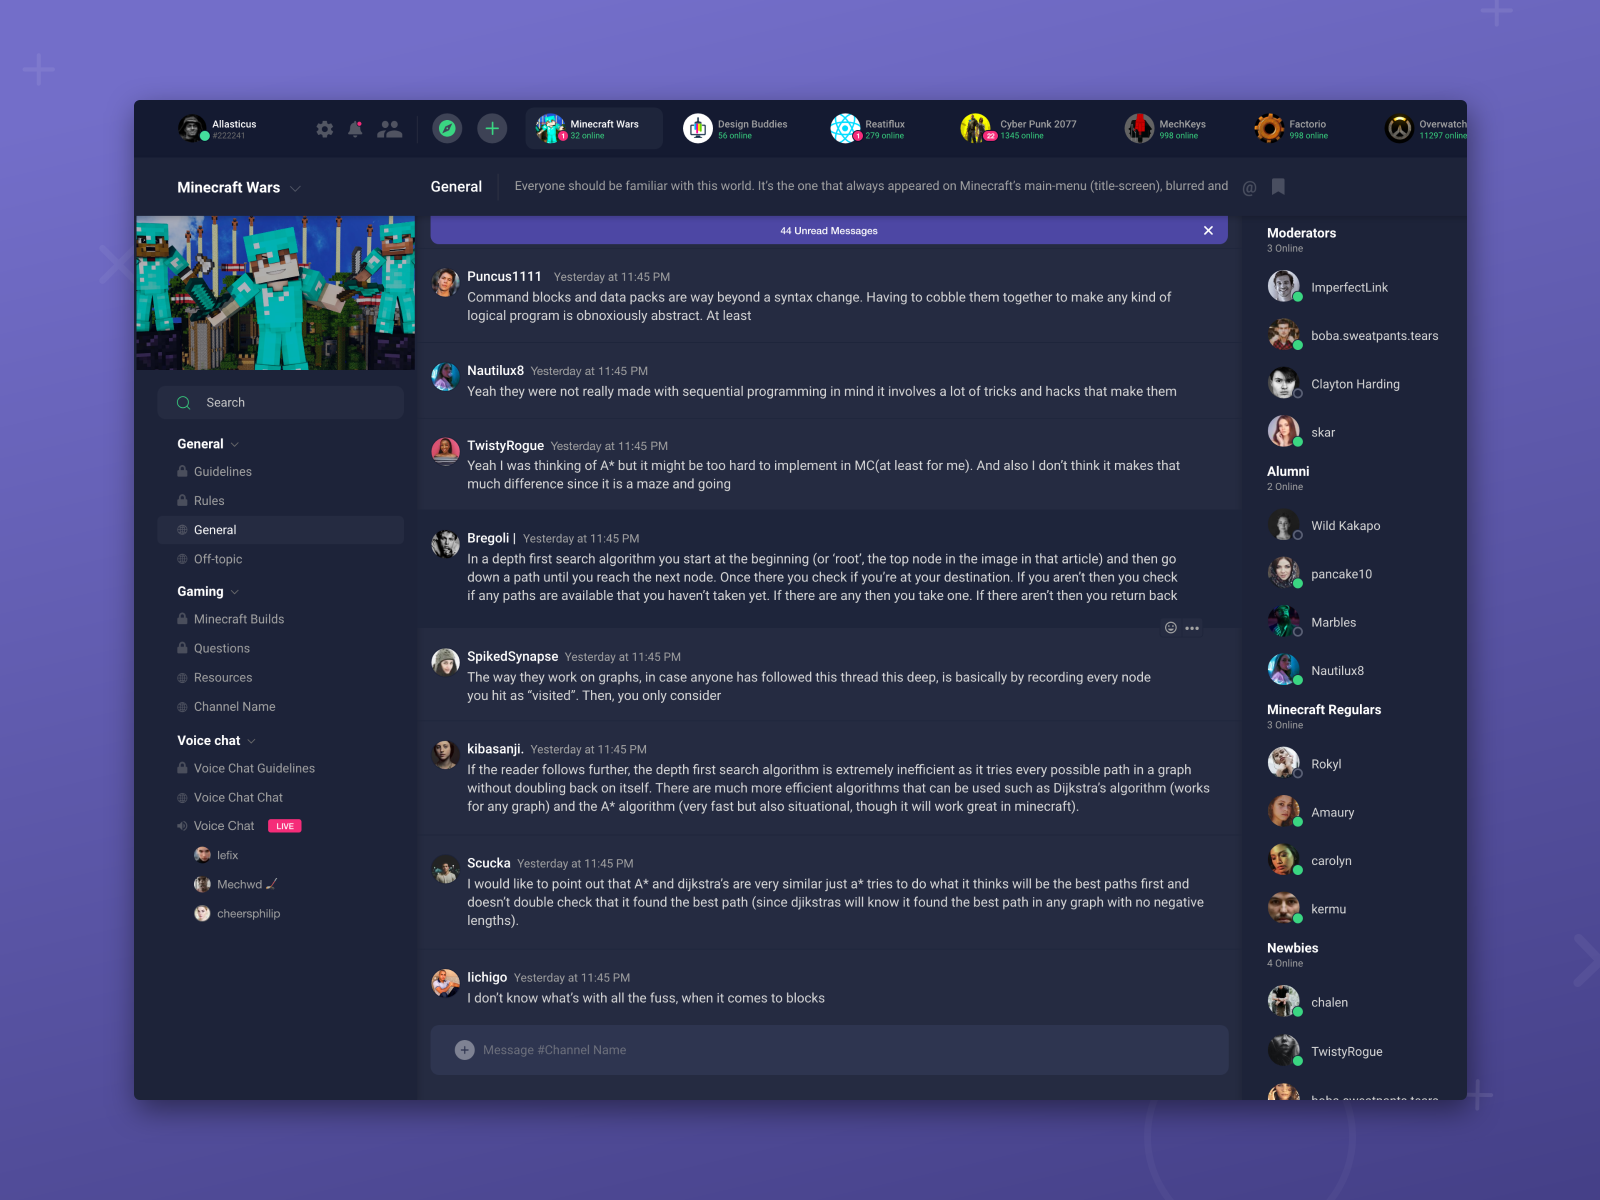 Allasticus
#222241
Minecraft Wars
1 32 online
Design Buddies
56 online
Reatiflux
1 279 online
Cyber Punk 2077
22 1345 online
MechKeys
998 online
Factorio
998 online
Overwatch
11297 online
Minecraft Wars
General
Everyone should be familiar with this world. It's the one that always appeared on Minecraft's main-menu (title-screen), blurred and
@
Search
General
Guidelines
Rules
General
Off-topic
Gaming
Minecraft Builds
Questions
Resources
Channel Name
Voice chat
Voice Chat Guidelines
Voice Chat Chat
Voice Chat LIVE
lefix
Mechwd
cheersphilip
44 Unread Messages
Puncus1111 Yesterday at 11:45 PM
Command blocks and data packs are way beyond a syntax change. Having to cobble them together to make any kind of
logical program is obnoxiously abstract. At least
Nautilux8 Yesterday at 11:45 PM
Yeah they were not really made with sequential programming in mind it involves a lot of tricks and hacks that make them
TwistyRogue Yesterday at 11:45 PM
Yeah I was thinking of A* but it might be too hard to implement in MC(at least for me). And also I don't think it makes that
much difference since it is a maze and going
Bregoli | Yesterday at 11:45 PM
In a depth first search algorithm you start at the beginning (or ‘root’, the top node in the image in that article) and then go
down a path until you reach the next node. Once there you check if you're at your destination. If you aren't then you check
if any paths are available that you haven't taken yet. If there are any then you take one. If there aren't then you return back
SpikedSynapse Yesterday at 11:45 PM
The way they work on graphs, in case anyone has followed this thread this deep, is basically by recording every node
you hit as “visited”. Then, you only consider
kibasanji. Yesterday at 11:45 PM
If the reader follows further, the depth first search algorithm is extremely inefficient as it tries every possible path in a graph
without doubling back on itself. There are much more efficient algorithms that can be used such as Dijkstra's algorithm (works
for any graph) and the A* algorithm (very fast but also situational, though it will work great in minecraft).
Scucka Yesterday at 11:45 PM
I would like to point out that A* and dijkstra's are very similar just a* tries to do what it thinks will be the best paths first and
doesn't double check that it found the best path (since djikstras will know it found the best path in any graph with no negative
lengths).
Iichigo Yesterday at 11:45 PM
I don't know what's with all the fuss, when it comes to blocks
Message #Channel Name
Moderators
3 Online
ImperfectLink
boba.sweatpants.tears
Clayton Harding
skar
Alumni
2 Online
Wild Kakapo
pancake10
Marbles
Nautilux8
Minecraft Regulars
3 Online
Rokyl
Amaury
carolyn
kermu
Newbies
4 Online
chalen
TwistyRogue
boba.sweatpants.tears